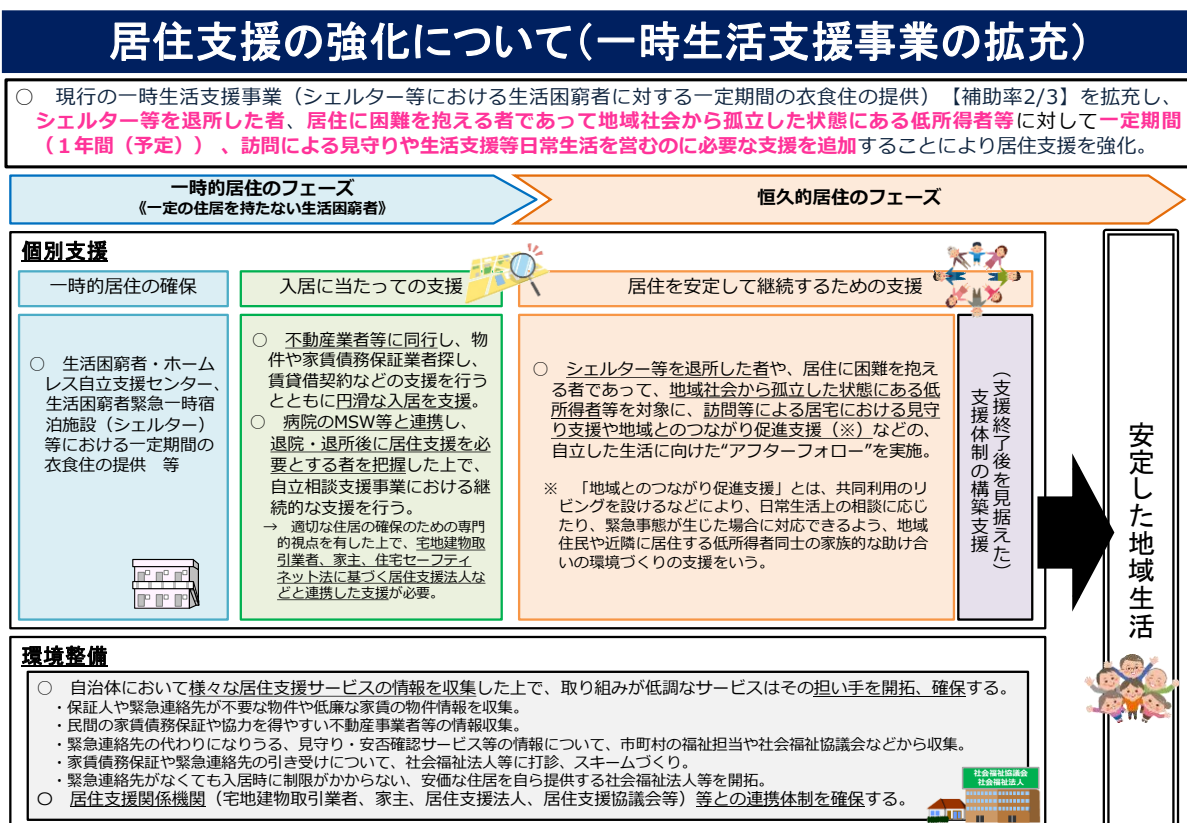 居住支援の強化について(一時生活支援事業の拡充)
○　現行の一時生活支援事業（シェルター等における生活困窮者に対する一定期間の衣食住の提供）【補助率2/3】を拡充し、
シェルター等を退所した者、居住に困難を抱える者であって地域社会から孤立した状態にある低所得者等に対して一定期間
（１年間（予定））、訪問による見守りや生活支援等日常生活を営むのに必要な支援を追加することにより居住支援を強化。
一時的居住のフェーズ
《一定の住居を持たない生活困窮者》
恒久的居住のフェーズ
個別支援
一時的居住の確保
○　生活困窮者・ホーム
レス自立支援センター、
生活困窮者緊急一時宿
泊施設（シェルター）
等における一定期間の
衣食住の提供　等
入居に当たっての支援
○　不動産業者等に同行し、物
件や家賃債務保証業者探し、
賃貸借契約などの支援を行う
とともに円滑な入居を支援。
○　病院のMSW等と連携し、
退院・退所後に居住支援を必
要とする者を把握した上で、
自立相談支援事業における継
続的な支援を行う。
→　適切な住居の確保のための専門
的視点を有した上で、宅地建物取
引業者、家主、住宅セーフティ
ネット法に基づく居住支援法人な
どと連携した支援が必要。
居住を安定して継続するための支援
○　シェルター等を退所した者や、居住に困難を抱え
る者であって、地域社会から孤立した状態にある低
所得者等を対象に、訪問等による居宅における見守
り支援や地域とのつながり促進支援（※）などの、
自立した生活に向けた“アフターフォロー”を実施。
※　「地域とのつながり促進支援」とは、共同利用のリ
ビングを設けるなどにより、日常生活上の相談に応じ
たり、緊急事態が生じた場合に対応できるよう、地域
住民や近隣に居住する低所得者同士の家族的な助け合
いの環境づくりの支援をいう。
（支援終了後を見据えた）
支援体制の構築支援
安定した地域生活
環境整備
○　自治体において様々な居住支援サービスの情報を収集した上で、取り組みが低調なサービスはその担い手を開拓、確保する。
・保証人や緊急連絡先が不要な物件や低廉な家賃の物件情報を収集。
・民間の家賃債務保証や協力を得やすい不動産事業者等の情報収集。
・緊急連絡先の代わりになりうる、見守り・安否確認サービス等の情報について、市町村の福祉担当や社会福祉協議会などから収集。
・家賃債務保証や緊急連絡先の引き受けについて、社会福祉法人等に打診、スキームづくり。
・緊急連絡先がなくても入居時に制限がかからない、安価な住居を自ら提供する社会福祉法人等を開拓。
○　居住支援関係機関（宅地建物取引業者、家主、居住支援法人、居住支援協議会等）等との連携体制を確保する。
社会福祉協議会
社会福祉法人